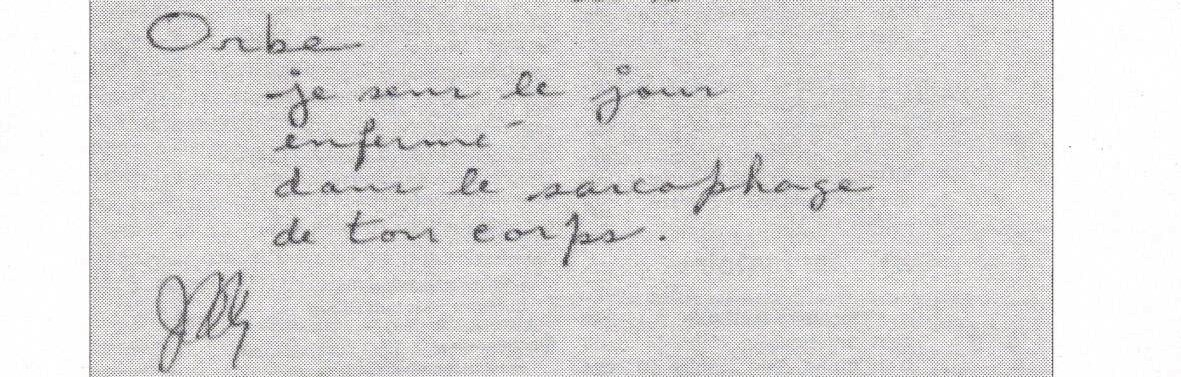 Orbe
je sens le jour
enfermé
dans le sarcophage
de ton corps.